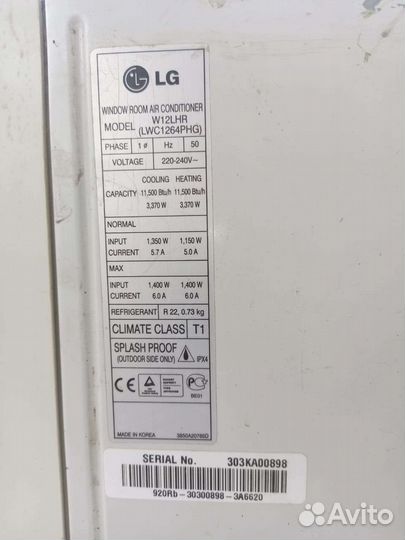 LG
WINDOW ROOM AIR CONDITIONER
MODEL W12LHR (LWC1264PHG)
PHASE 1 ø Hz 50
VOLTAGE 220-240V~
COOLING HEATING
CAPACITY 11,500 Btu/h 11,500 Btu/h
3,370 W 3,370 W
NORMAL
INPUT 1,350 W 1,150 W
CURRENT 5.7 A 5.0 A
MAX
INPUT 1,400 W 1,400 W
CURRENT 6.0 A 6.0 A
REFRIGERANT R 22, 0.73 kg
CLIMATE CLASS T1
SPLASH PROOF
(OUTDOOR SIDE ONLY) IPX4
CE
BE01
MADE IN KOREA 3850A20765D
SERIAL No. 303KA00898
920Rb-30300898-3A6620
Avito